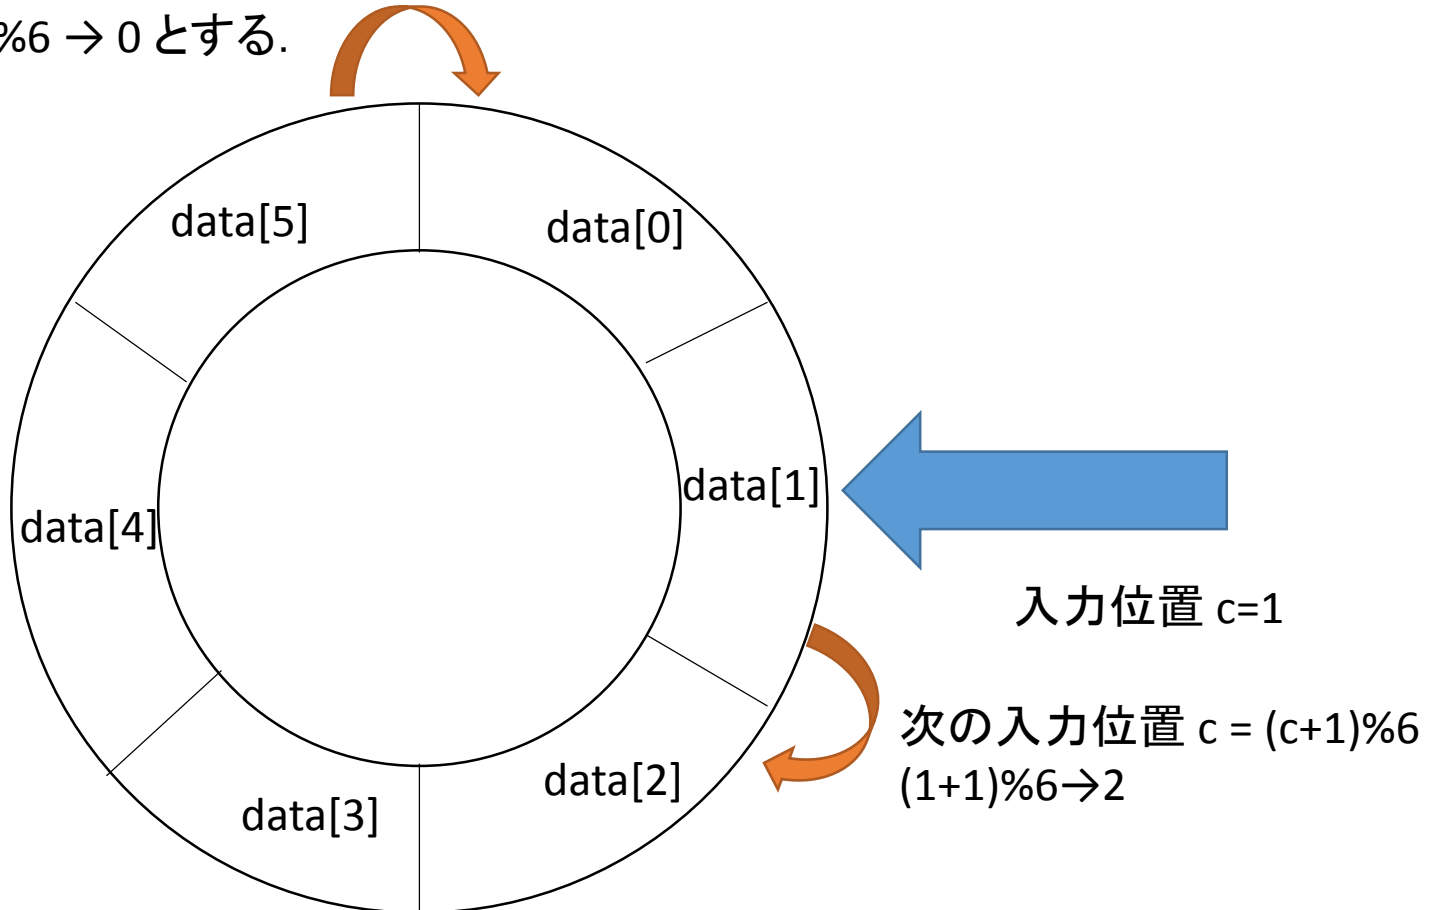 %6 → 0 とする.
data[5]
data[0]
data[1]
data[4]
入力位置 c=1
次の入力位置 c = (c+1)%6
(1+1)%6→2
data[2]
data[3]